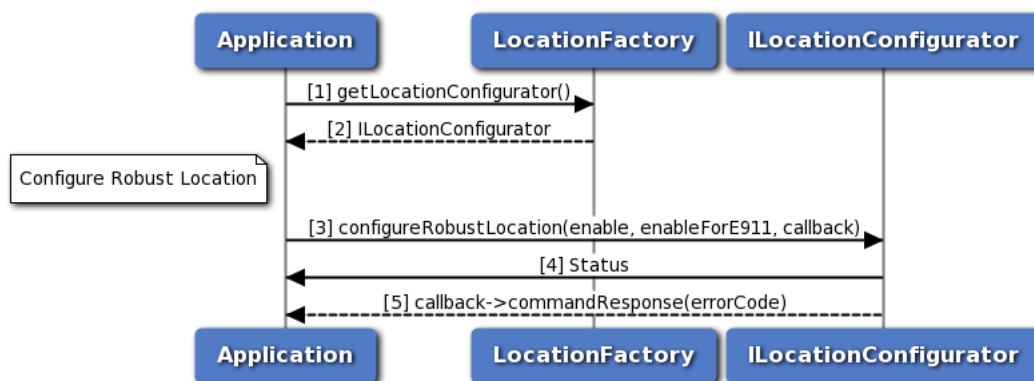 Application LocationFactory ILocationConfigurator
[1] getLocationConfigurator()
[2] ILocationConfigurator
Configure Robust Location
[3] configureRobustLocation(enable, enableForE911, callback)
[4] Status
[5] callback->commandResponse(errorCode)
Application LocationFactory ILocationConfigurator